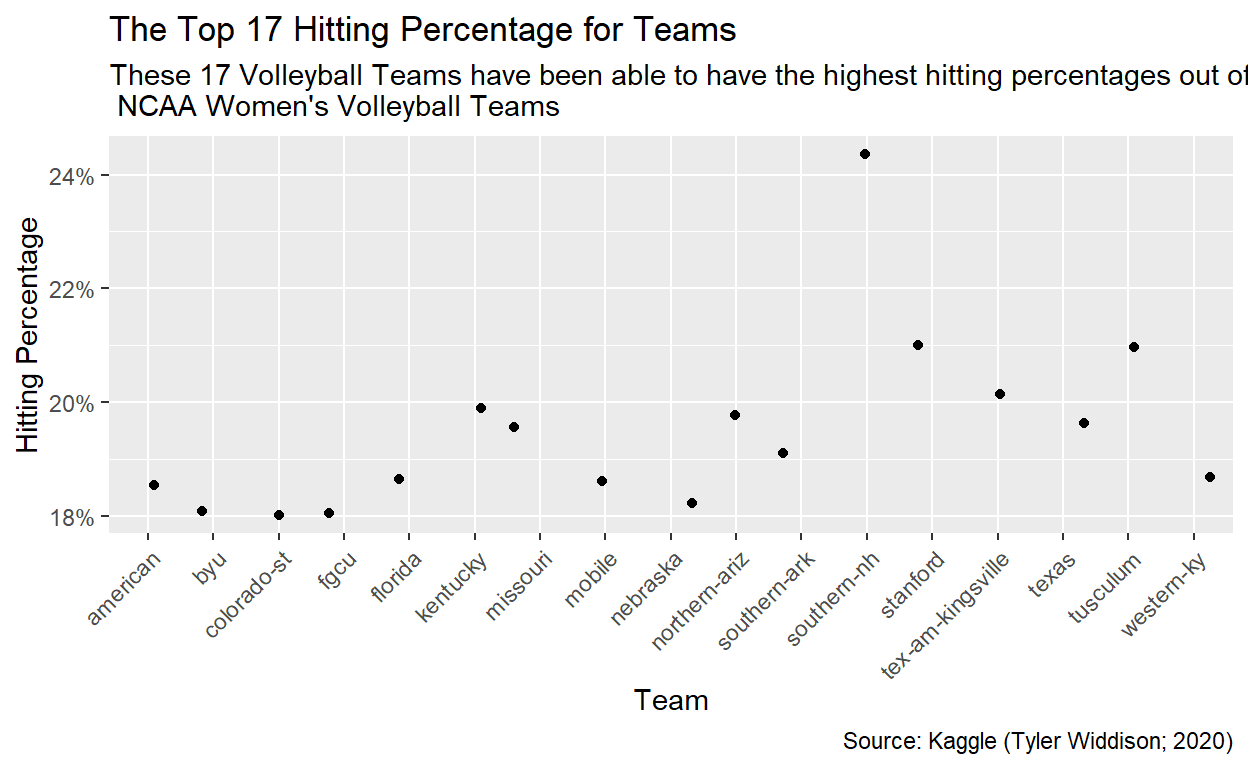 The Top 17 Hitting Percentage for Teams
These 17 Volleyball Teams have been able to have the highest hitting percentages out of
NCAA Women's Volleyball Teams
Hitting Percentage
24%
22%
20%
18%
american
byu
colorado-st
fgcu
florida
kentucky
missouri
mobile
nebraska
northern-ariz
southern-ark
southern-nh
stanford
tex-am-kingsville
texas
tusculum
western-ky
Team
Source: Kaggle (Tyler Widdison; 2020)